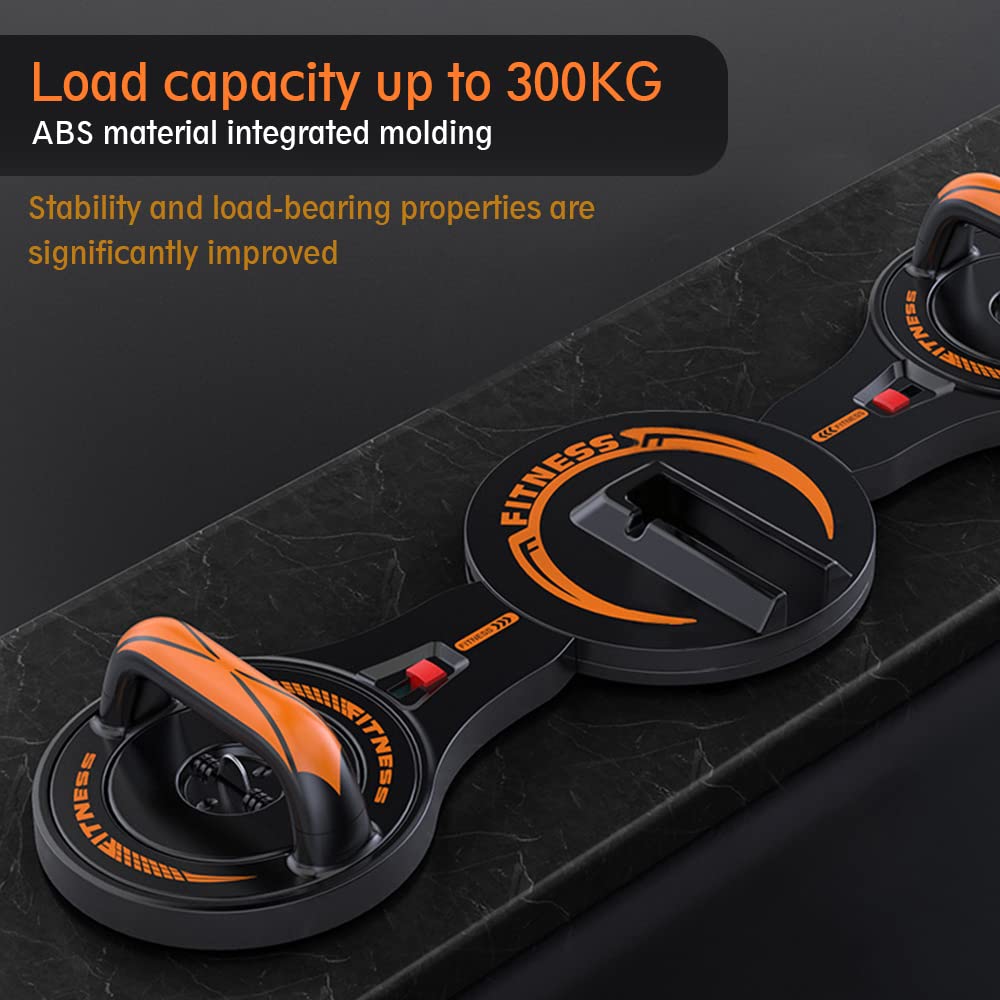 Load capacity up to 300KG
ABS material integrated molding
Stability and load-bearing properties are
significantly improved
FITNESS
FITNESS
FITNESS
FITNESS
FITNESS
FITNESS